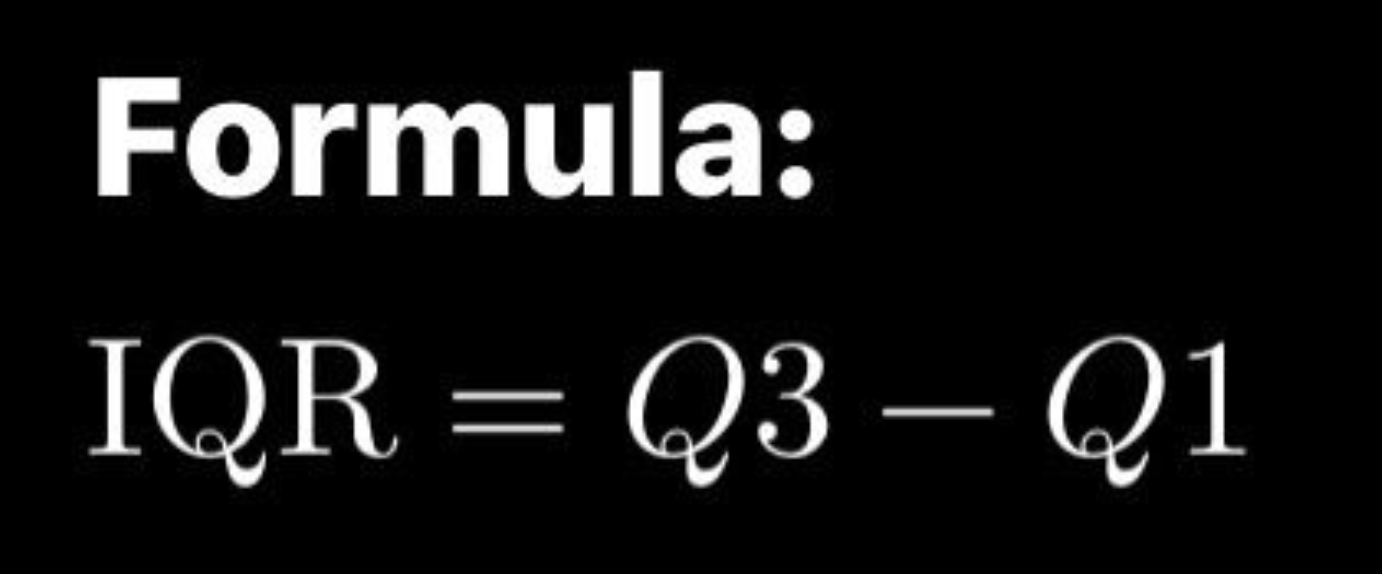 Formula:
IQR = Q3 − Q1